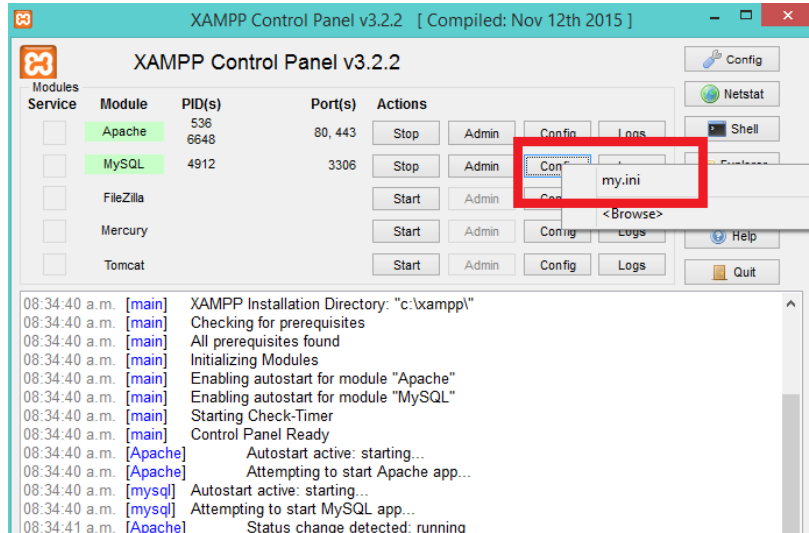 XAMPP Control Panel v3.2.2 [ Compiled: Nov 12th 2015 ]
XAMPP Control Panel v3.2.2
Config
Modules
Service Module PID(s) Port(s) Actions
Netstat
Apache 536 6648 80, 443 Stop Admin Config Logs
Shell
MySQL 4912 3306 Stop Admin
my.ini
FileZilla Start Admin
<Browse>
Mercury Start Admin Config Logs
Help
Tomcat Start Admin Config Logs
Quit
08:34:40 a.m. [main] XAMPP Installation Directory: "c:\xampp\"
08:34:40 a.m. [main] Checking for prerequisites
08:34:40 a.m. [main] All prerequisites found
08:34:40 a.m. [main] Initializing Modules
08:34:40 a.m. [main] Enabling autostart for module "Apache"
08:34:40 a.m. [main] Enabling autostart for module "MySQL"
08:34:40 a.m. [main] Starting Check-Timer
08:34:40 a.m. [main] Control Panel Ready
08:34:40 a.m. [Apache] Autostart active: starting...
08:34:40 a.m. [Apache] Attempting to start Apache app...
08:34:40 a.m. [mysql] Autostart active: starting...
08:34:40 a.m. [mysql] Attempting to start MySQL app...
08:34:41 a.m. [Apache] Status change detected: running